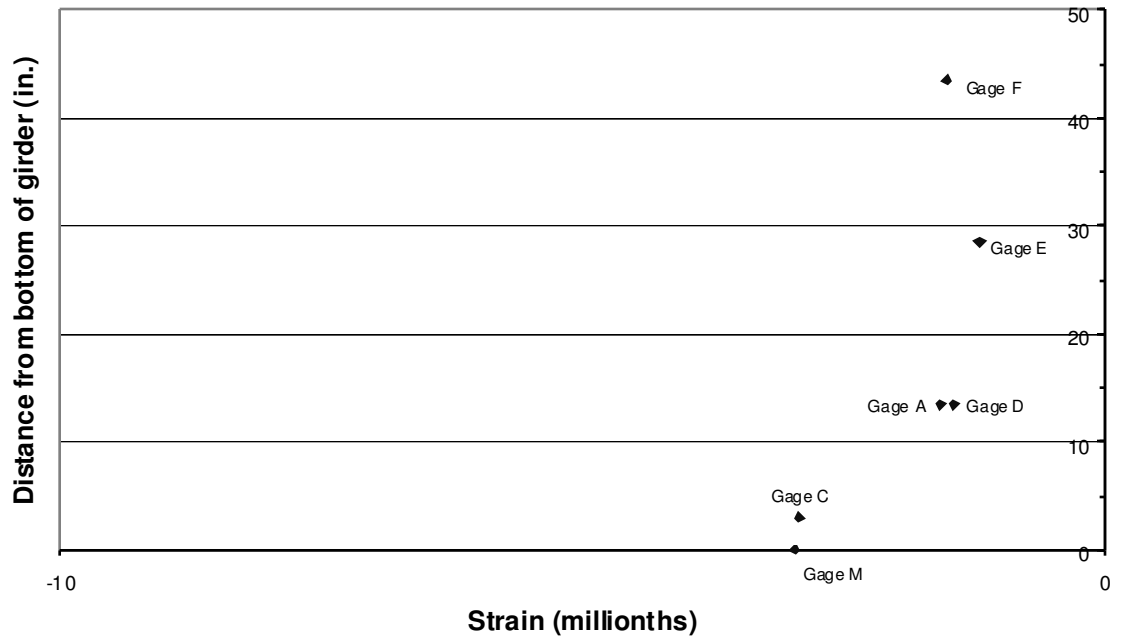 Distance from bottom of girder (in.)
50
Gage F
40
30
Gage E
20
Gage A
Gage D
10
Gage C
0
Gage M
-10
0
Strain (millionths)